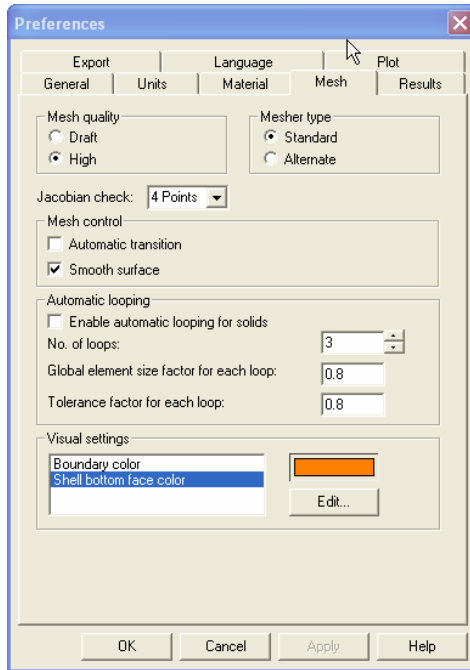 Preferences
Export Language Plot
General Units Material Mesh Results
Mesh quality Mesher type
Draft Standard
High Alternate
Jacobian check: 4 Points
Mesh control
Automatic transition
Smooth surface
Automatic looping
Enable automatic looping for solids
No. of loops: 3
Global element size factor for each loop: 0.8
Tolerance factor for each loop: 0.8
Visual settings
Boundary color
Shell bottom face color
Edit...
OK Cancel Apply Help